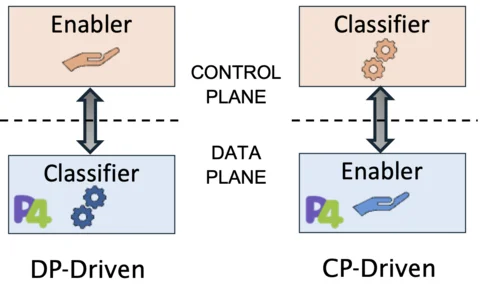 Enabler
Classifier
CONTROL
PLANE
DATA
PLANE
Classifier
P4
Enabler
P4
DP-Driven
CP-Driven